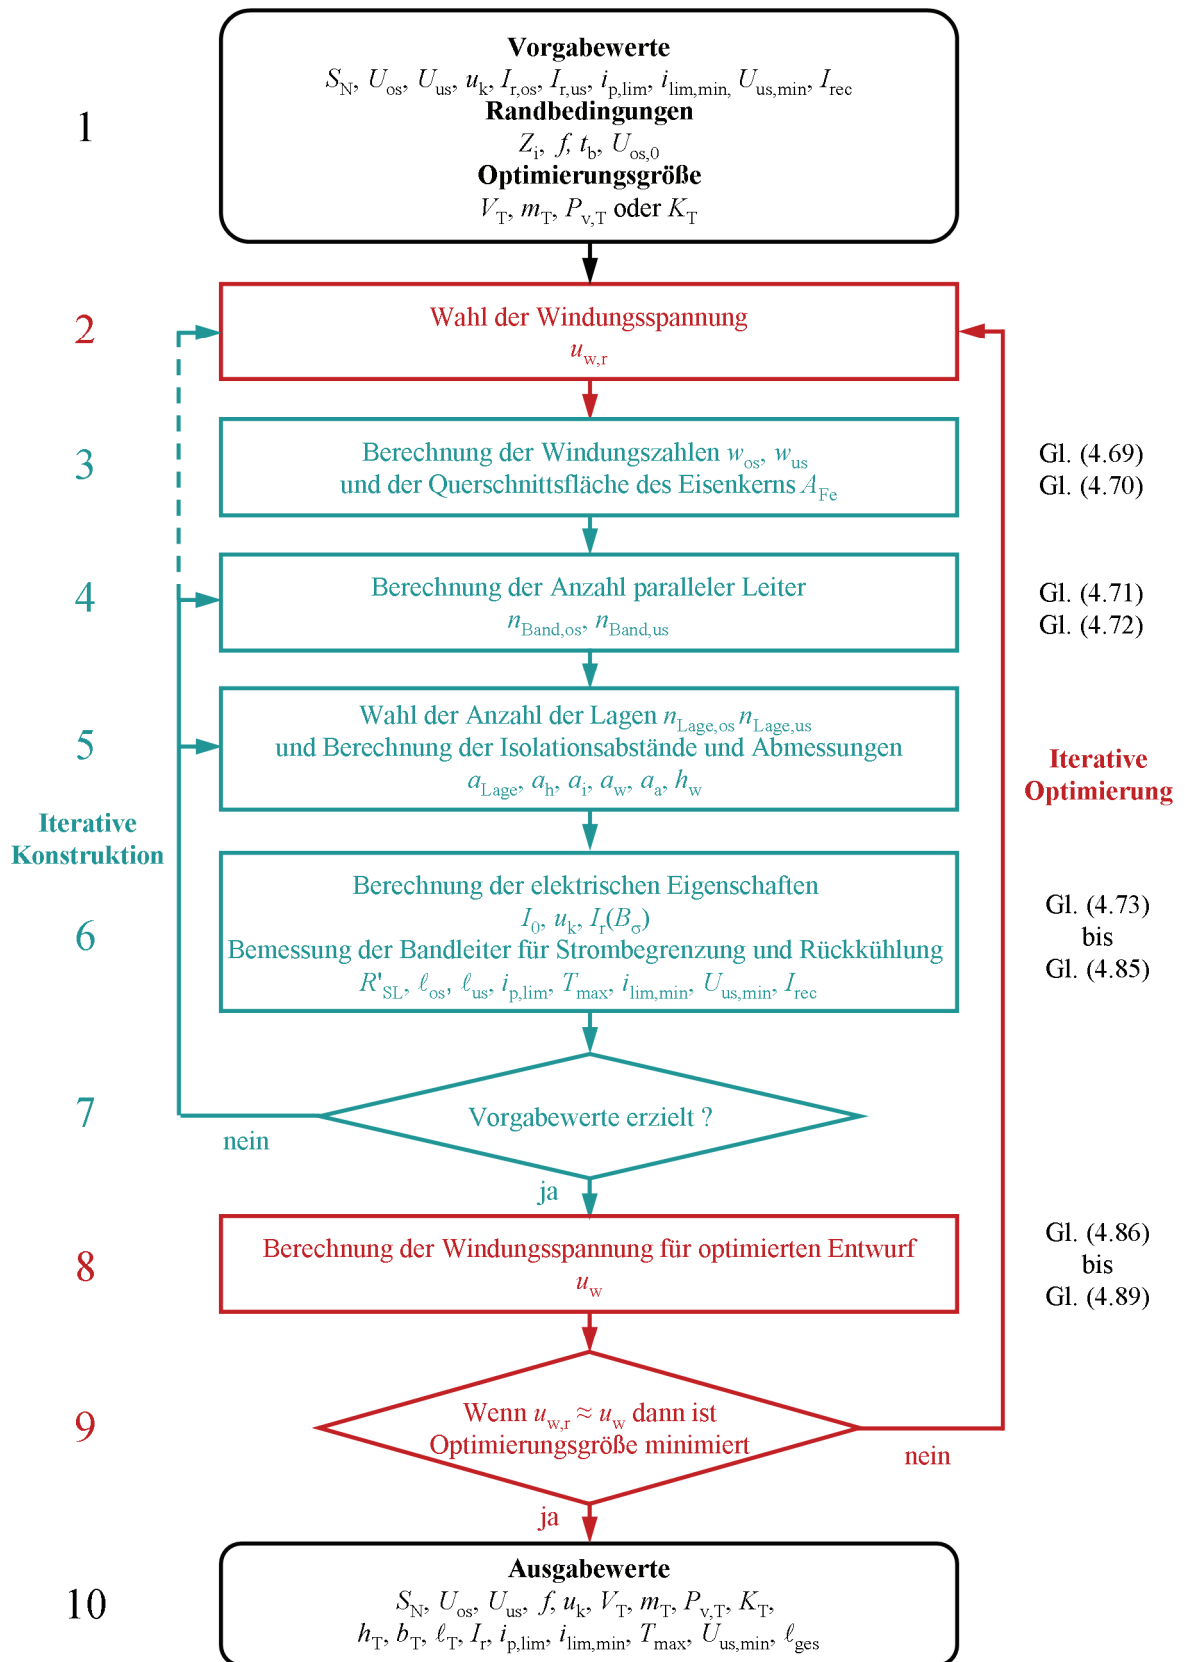 1
Vorgabewerte
S_N, U_os, U_us, u_k, I_r,os, I_r,us, i_p,lim, i_lim,min, U_us,min, I_rec
Randbedingungen
Z_i, f, t_b, U_os,0
Optimierungsgröße
V_T, m_T, P_v,T oder K_T
2
Wahl der Windungsspannung
u_w,r
3
Berechnung der Windungszahlen w_os, w_us
und der Querschnittsfläche des Eisenkerns A_Fe
Gl. (4.69)
Gl. (4.70)
4
Berechnung der Anzahl paralleler Leiter
n_Band,os, n_Band,us
Gl. (4.71)
Gl. (4.72)
5
Wahl der Anzahl der Lagen n_Lage,os n_Lage,us
und Berechnung der Isolationsabstände und Abmessungen
a_Lage, a_h, a_i, a_w, a_a, h_w
Iterative
Optimierung
Iterative
Konstruktion
6
Berechnung der elektrischen Eigenschaften
I_0, u_k, I_r(B_σ)
Bemessung der Bandleiter für Strombegrenzung und Rückkühlung
R'_SL, ℓ_os, ℓ_us, i_p,lim, T_max, i_lim,min, U_us,min, I_rec
Gl. (4.73)
bis
Gl. (4.85)
7
Vorgabewerte erzielt ?
nein
ja
8
Berechnung der Windungsspannung für optimierten Entwurf
u_w
Gl. (4.86)
bis
Gl. (4.89)
9
Wenn u_w,r ≈ u_w dann ist
Optimierungsgröße minimiert
nein
ja
10
Ausgabewerte
S_N, U_os, U_us, f, u_k, V_T, m_T, P_v,T, K_T,
h_T, b_T, ℓ_T, I_r, i_p,lim, i_lim,min, T_max, U_us,min, ℓ_ges